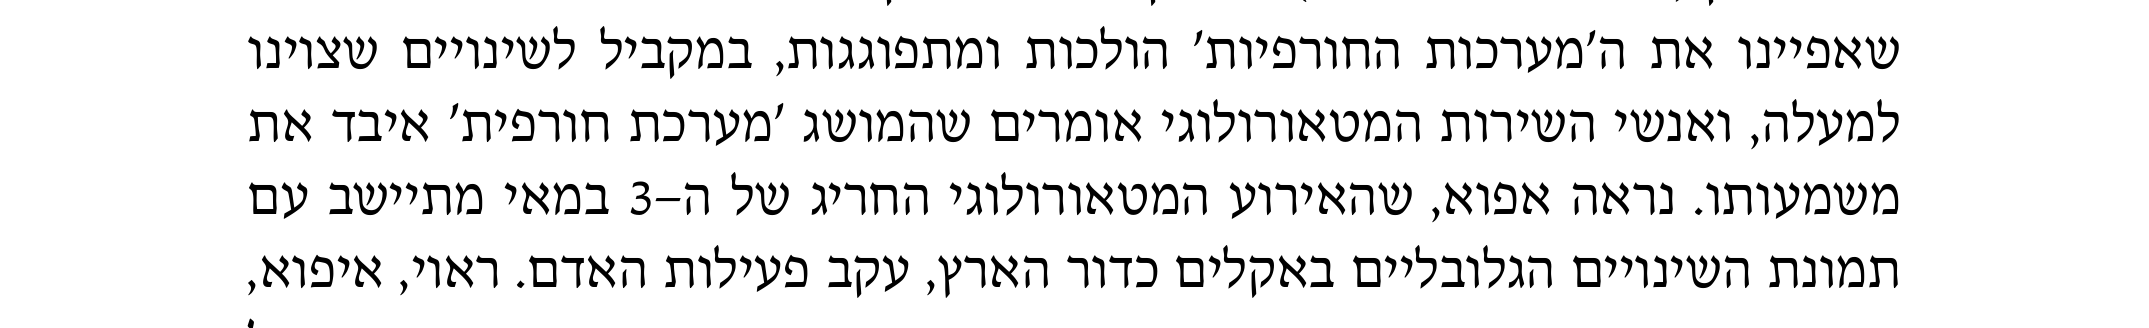 שאפיינו את ה'מערכות החורפיות' הולכות ומתפוגגות, במקביל לשינויים שצוינו
למעלה, ואנשי השירות המטאורולוגי אומרים שהמושג 'מערכת חורפית' איבד את
משמעותו. נראה אפוא, שהאירוע המטאורולוגי החריג של ה–3 במאי מתיישב עם
תמונת השינויים הגלובליים באקלים כדור הארץ, עקב פעילות האדם. ראוי, איפוא,